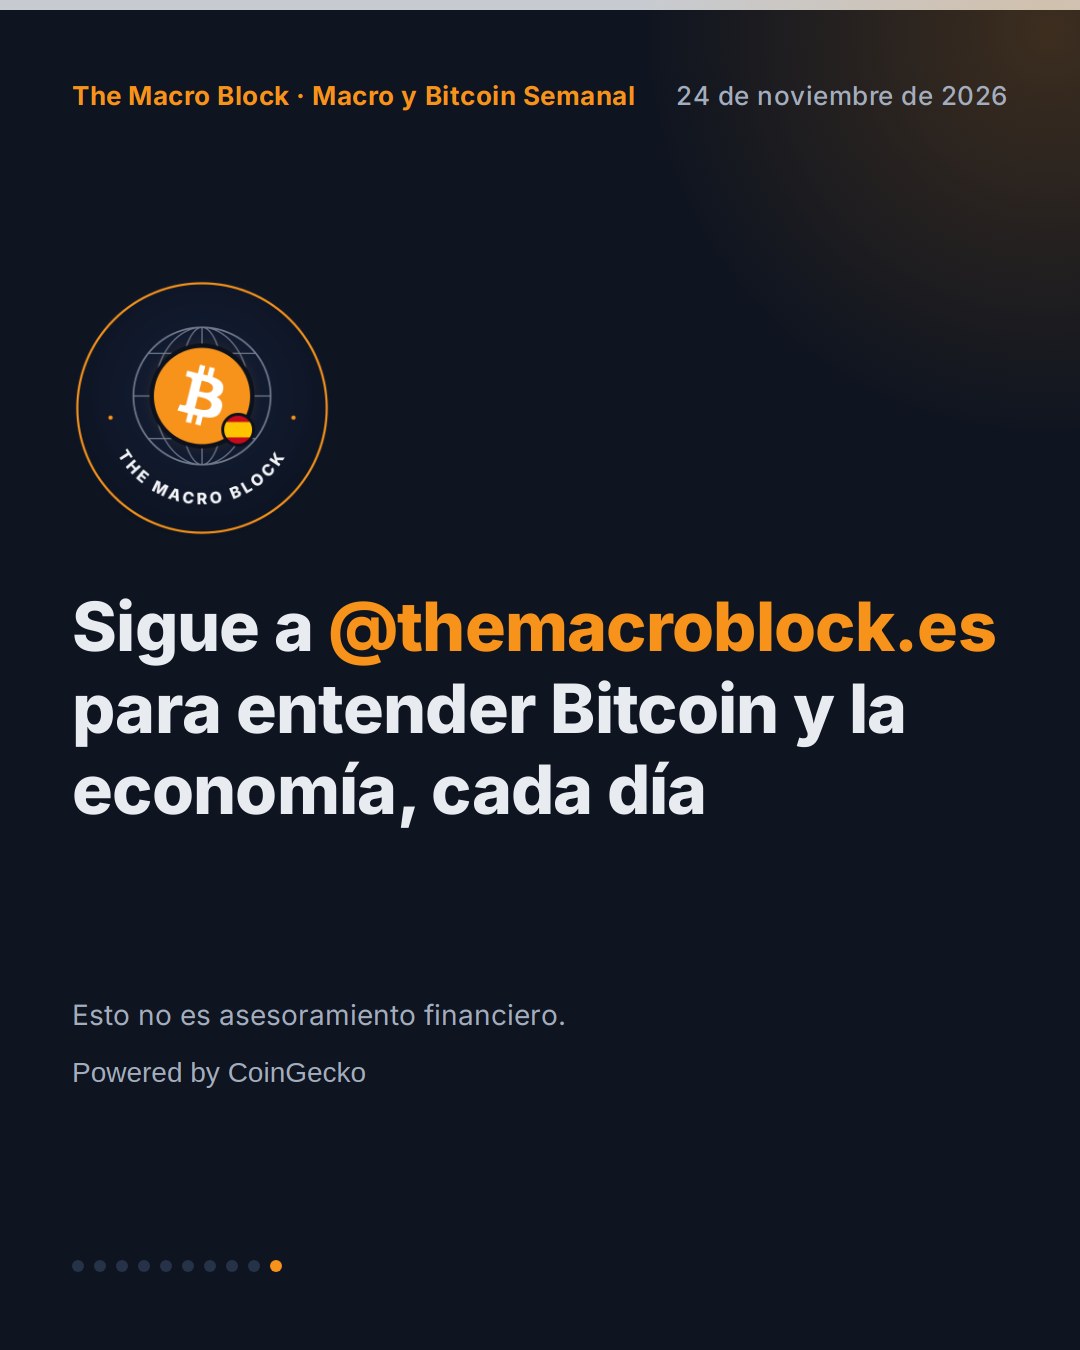 The Macro Block · Macro y Bitcoin Semanal
24 de noviembre de 2026
THE MACRO BLOCK
Sigue a @themacroblock.es
para entender Bitcoin y la
economía, cada día
Esto no es asesoramiento financiero.
Powered by CoinGecko